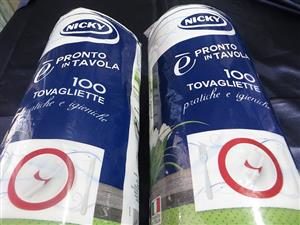 NICKY
è PRONTO
IN TAVOLA
100
TOVAGLIETTE
pratiche e igieniche
NICKY
è PRONTO
IN TAVOLA
100
TOVAGLIETTE
pratiche e igieniche